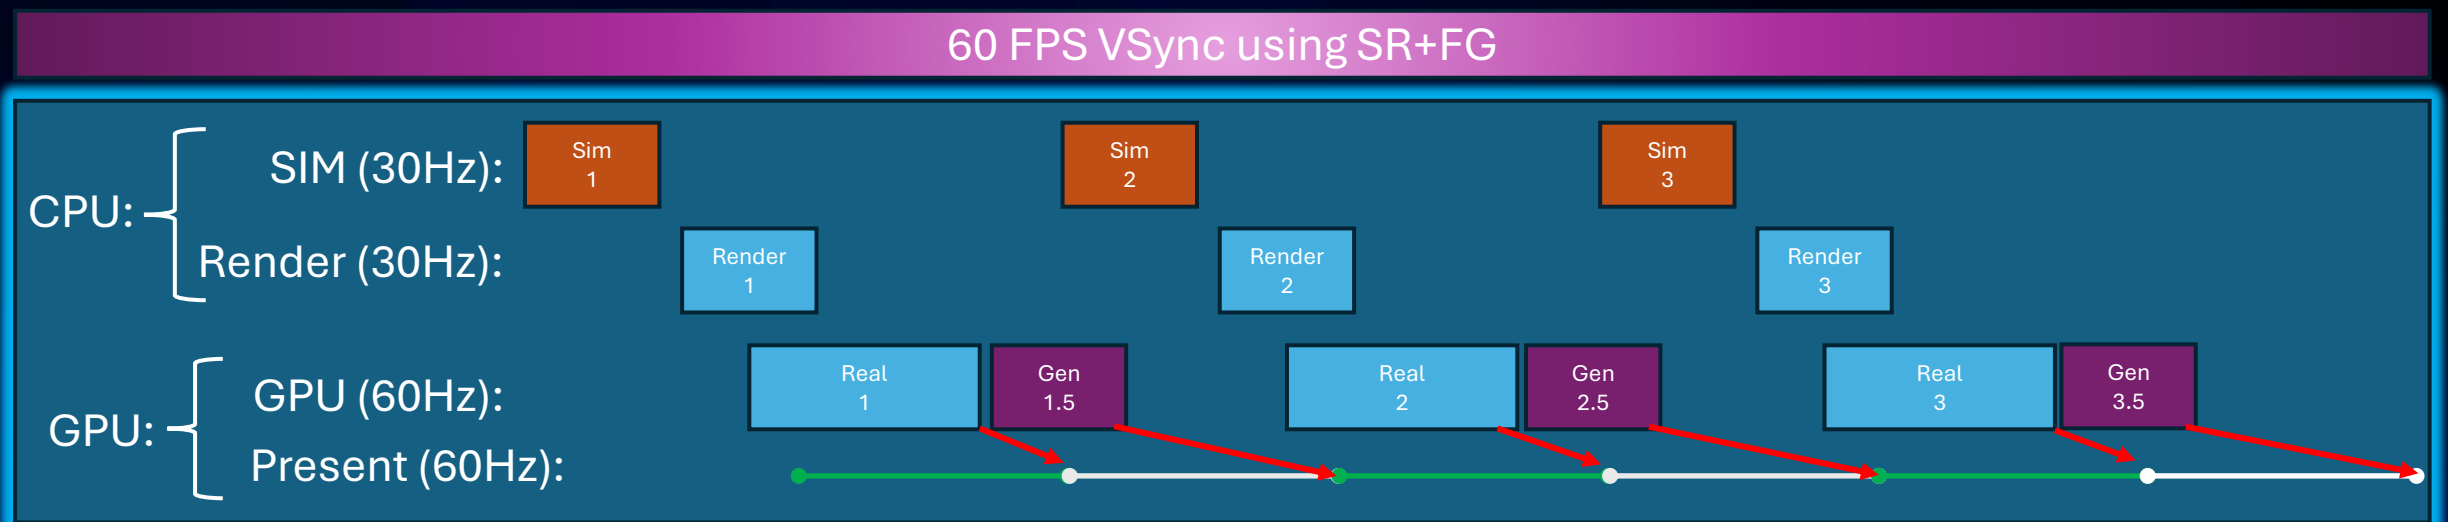 60 FPS VSync using SR+FG
CPU:
SIM (30Hz):
Sim
1
Sim
2
Sim
3
Render (30Hz):
Render
1
Render
2
Render
3
GPU:
GPU (60Hz):
Real
1
Gen
1.5
Real
2
Gen
2.5
Real
3
Gen
3.5
Present (60Hz):